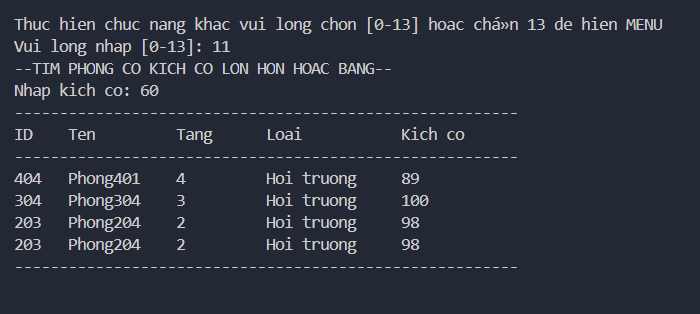 Thuc hien chuc nang khac vui long chon [0-13] hoac chá»n 13 de hien MENU
Vui long nhap [0-13]: 11
--TIM PHONG CO KICH CO LON HON HOAC BANG--
Nhap kich co: 60
--------------------------------------------------------
ID Ten Tang Loai Kich co
--------------------------------------------------------
404 Phong401 4 Hoi truong 89
304 Phong304 3 Hoi truong 100
203 Phong204 2 Hoi truong 98
203 Phong204 2 Hoi truong 98
--------------------------------------------------------